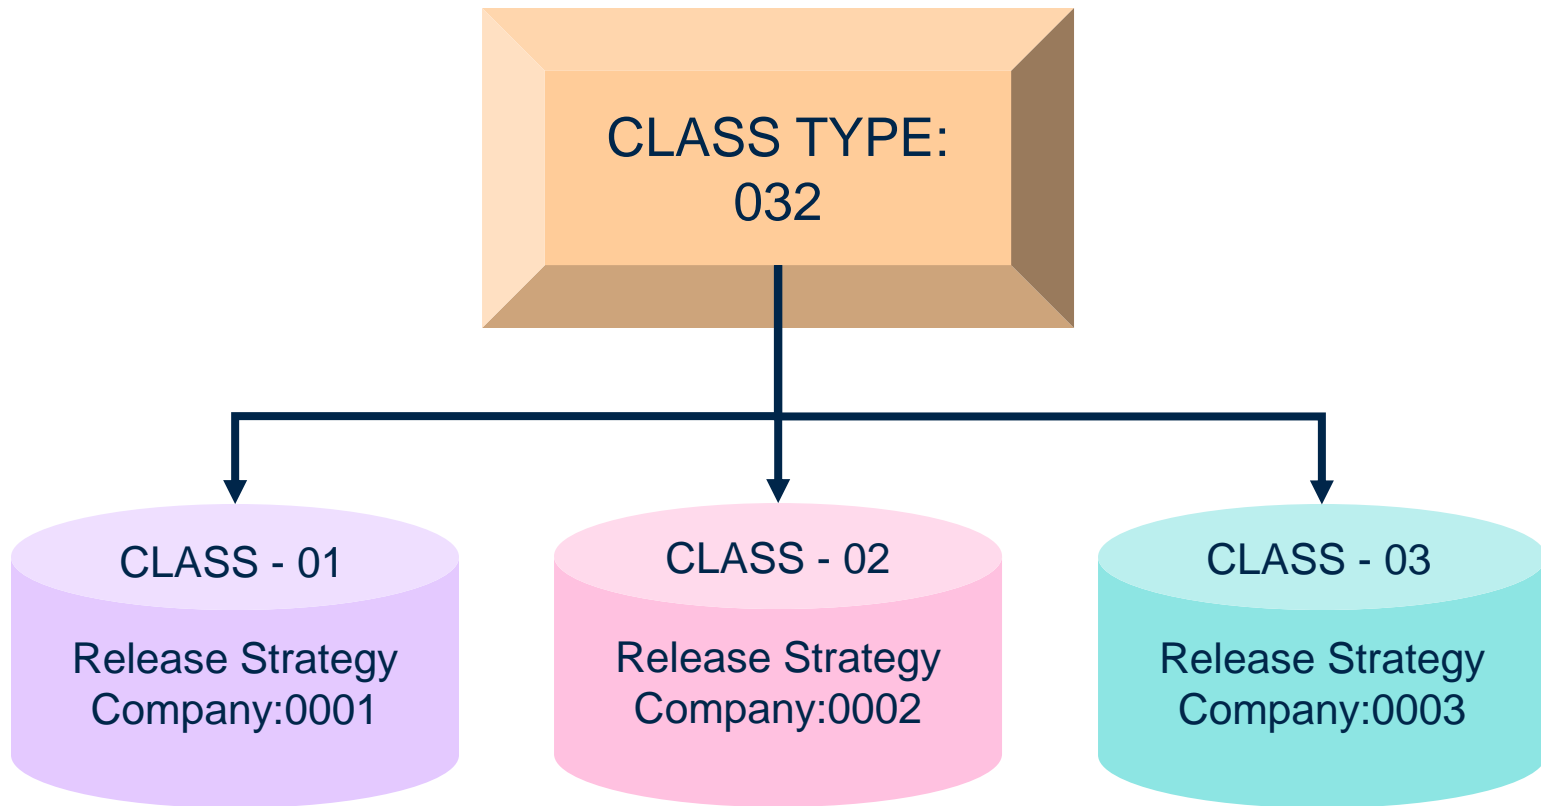 CLASS TYPE:
032
CLASS - 01
Release Strategy
Company:0001
CLASS - 02
Release Strategy
Company:0002
CLASS - 03
Release Strategy
Company:0003